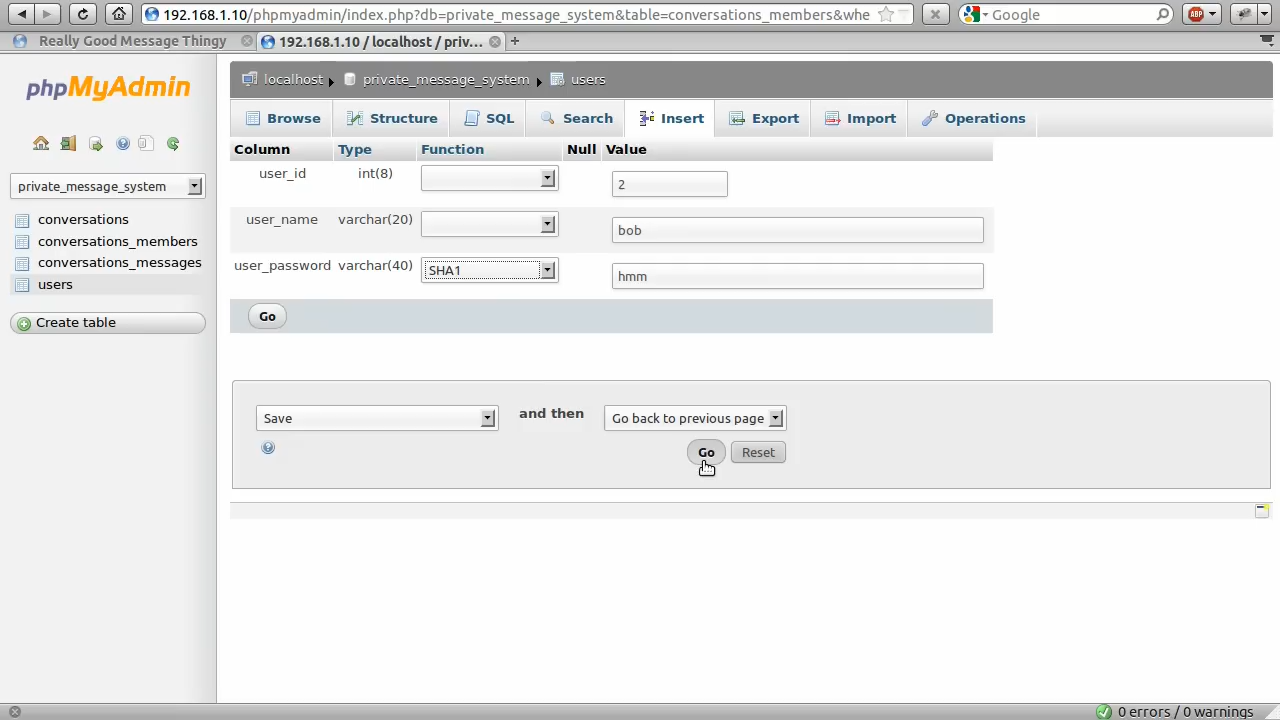 192.168.1.10/phpmyadmin/index.php?db=private_message_system&table=conversations_members&whe
Google
ABP
Really Good Message Thingy
192.168.1.10 / localhost / priv...
phpMyAdmin
localhost
private_message_system
users
Browse
Structure
SQL
Search
Insert
Export
Import
Operations
Column Type Function Null Value
private_message_system
conversations
conversations_members
conversations_messages
users
Create table
user_id int(8) 2
user_name varchar(20) bob
user_password varchar(40) SHA1 hmm
Go
Save and then Go back to previous page
Go Reset
0 errors / 0 warnings